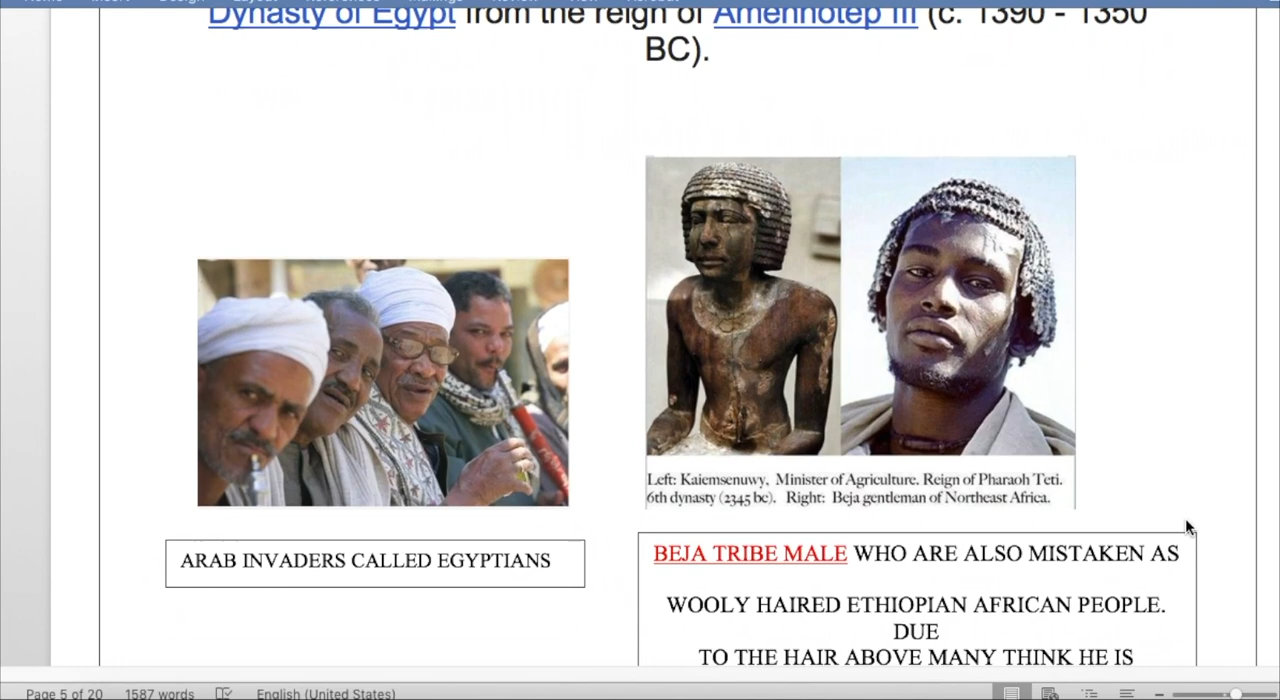 Dynasty of Egypt from the reign of Amenhotep III (c. 1390 - 1350
BC).
Left: Kaiemsenuwy, Minister of Agriculture. Reign of Pharaoh Teti.
6th dynasty (2345 bc). Right: Beja gentleman of Northeast Africa.
ARAB INVADERS CALLED EGYPTIANS
BEJA TRIBE MALE WHO ARE ALSO MISTAKEN AS
WOOLY HAIRED ETHIOPIAN AFRICAN PEOPLE.
DUE
TO THE HAIR ABOVE MANY THINK HE IS
Page 5 of 20 1587 words English (United States)